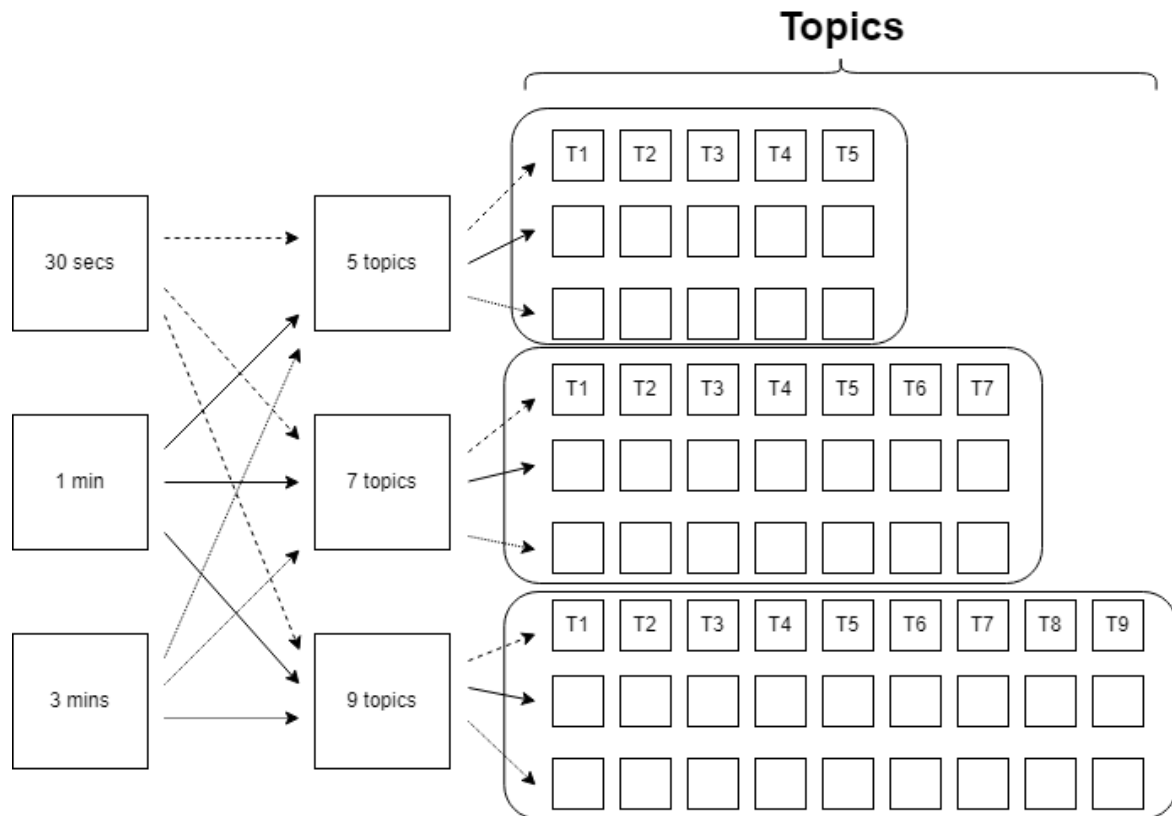 Topics
T1 T2 T3 T4 T5
30 secs
5 topics
T1 T2 T3 T4 T5 T6 T7
1 min
7 topics
T1 T2 T3 T4 T5 T6 T7 T8 T9
3 mins
9 topics